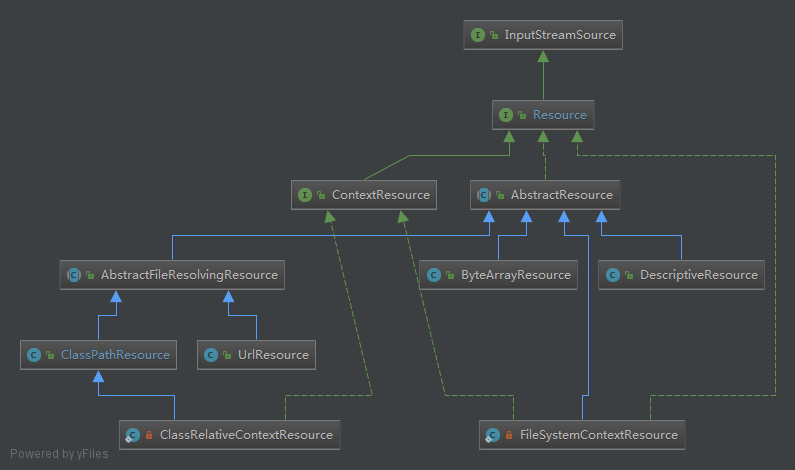 InputStreamSource
Resource
ContextResource
AbstractResource
AbstractFileResolvingResource
ByteArrayResource
DescriptiveResource
ClassPathResource
UrlResource
ClassRelativeContextResource
FileSystemContextResource
Powered by yFiles